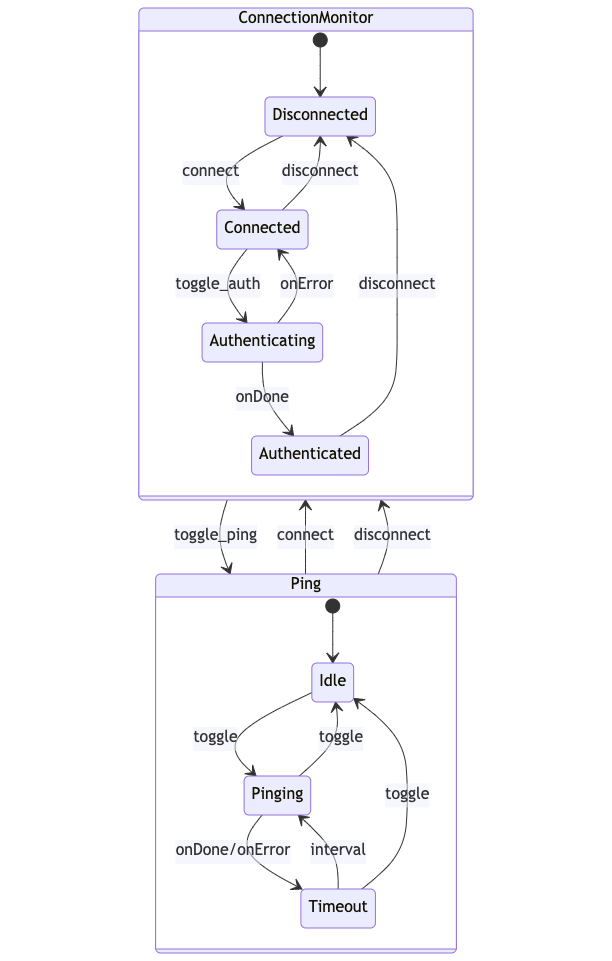 ConnectionMonitor
Disconnected
connect
disconnect
Connected
toggle_auth
onError
disconnect
Authenticating
onDone
Authenticated
toggle_ping
connect
disconnect
Ping
Idle
toggle
toggle
Pinging
toggle
onDone/onError
interval
Timeout